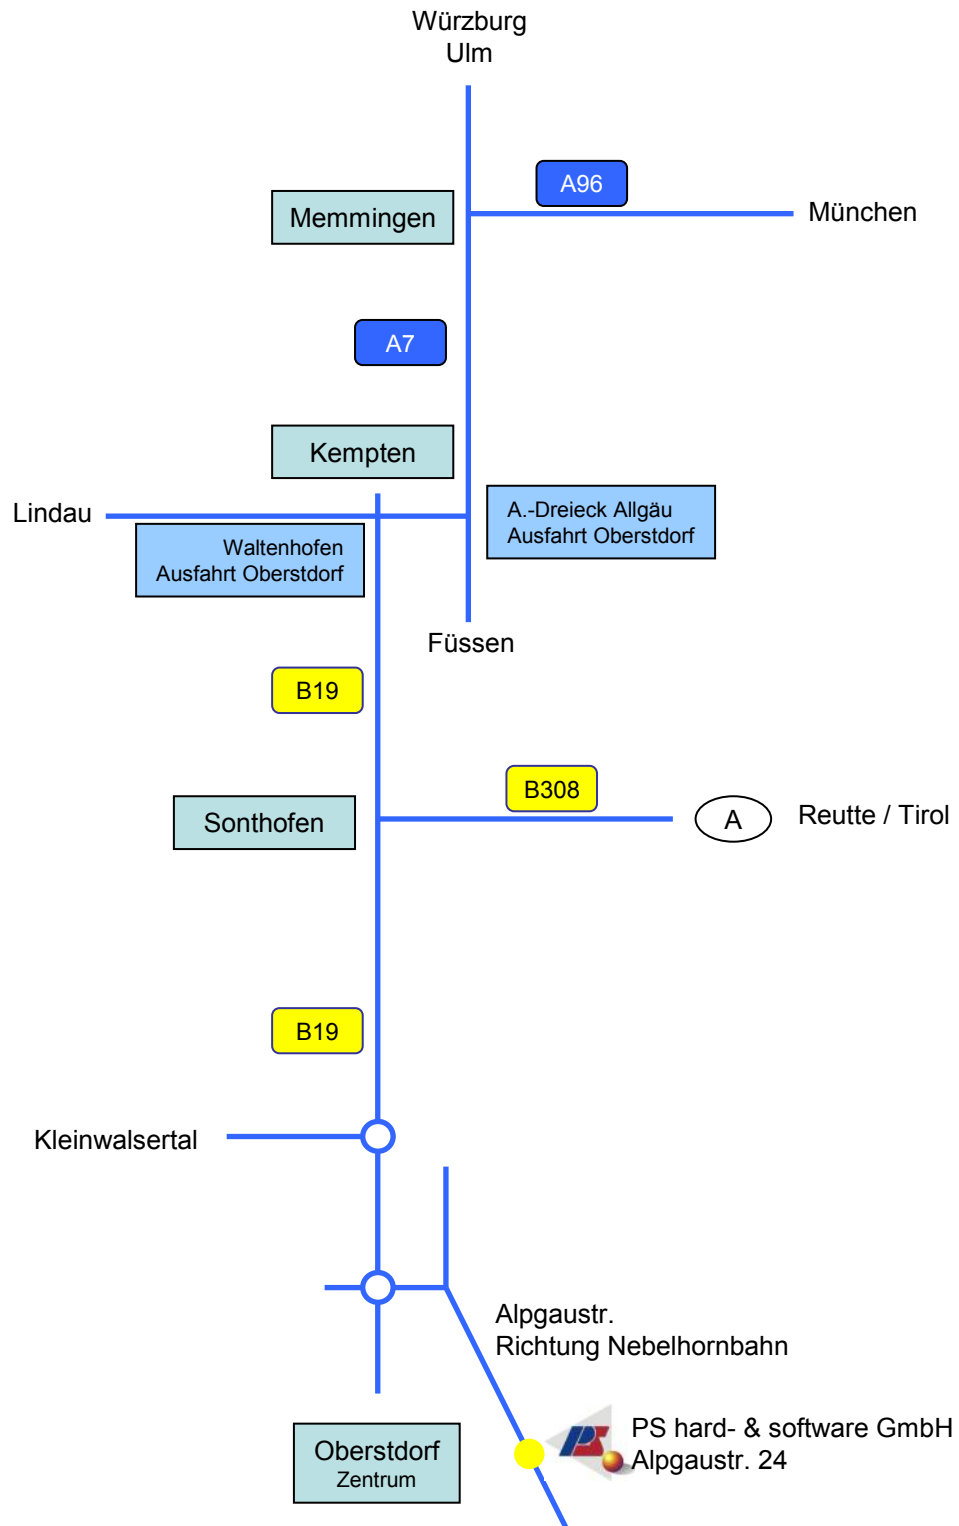 Würzburg
Ulm
A96
München
Memmingen
A7
Kempten
Lindau
A.-Dreieck Allgäu
Ausfahrt Oberstdorf
Waltenhofen
Ausfahrt Oberstdorf
Füssen
B19
B308
Sonthofen
A
Reutte / Tirol
B19
Kleinwalsertal
Alpgaustr.
Richtung Nebelhornbahn
PS
PS hard- & software GmbH
Alpgaustr. 24
Oberstdorf
Zentrum